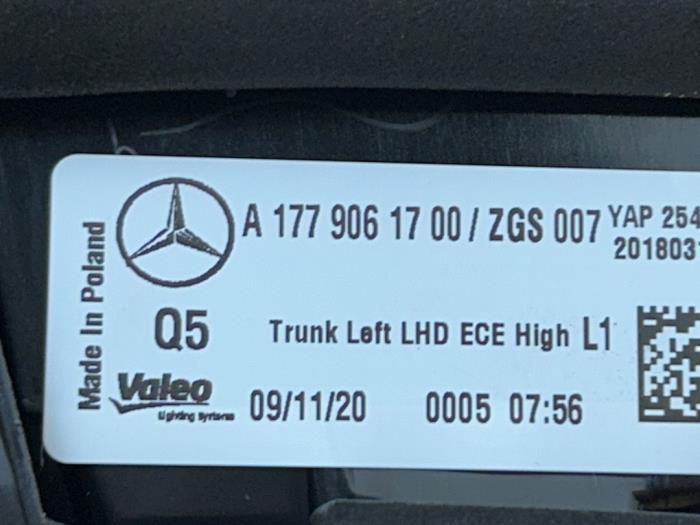 Made In Poland
A 177 906 17 00 / ZGS 007 YAP 254
2018031
Q5 Trunk Left LHD ECE High L1
Valeo
Lighting Systems
09/11/20 0005 07:56